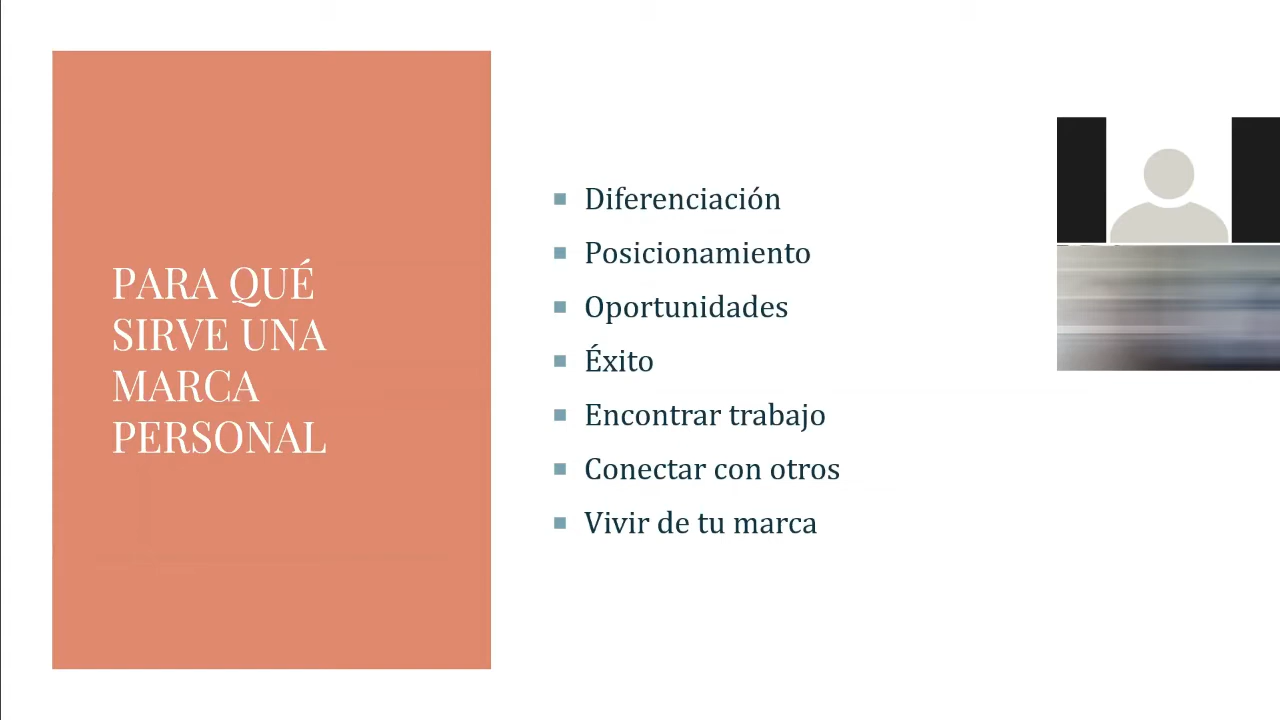 PARA QUÉ
SIRVE UNA
MARCA
PERSONAL
Diferenciación
Posicionamiento
Oportunidades
Éxito
Encontrar trabajo
Conectar con otros
Vivir de tu marca